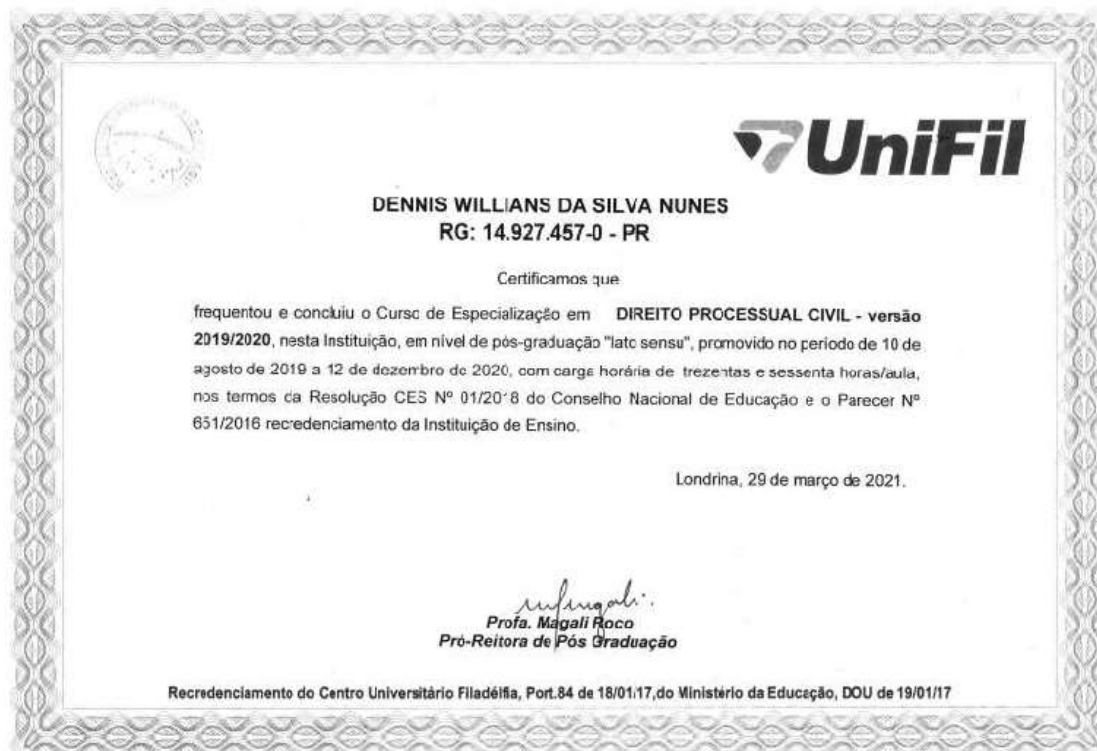 UniFil
DENNIS WILLIANS DA SILVA NUNES
RG: 14.927.457-0 - PR
Certificamos que
frequentou e concluiu o Curso de Especialização em DIREITO PROCESSUAL CIVIL - versão
2019/2020, nesta Instituição, em nível de pós-graduação "lato sensu", promovido no período de 10 de
agosto de 2019 a 12 de dezembro de 2020, com carga horária de trezentas e sessenta horas/aula,
nos termos da Resolução CES Nº 01/2018 do Conselho Nacional de Educação e o Parecer Nº
651/2016 recredenciamento da Instituição de Ensino.
Londrina, 29 de março de 2021.
Profa. Magali Roco
Pró-Reitora de Pós Graduação
Recredenciamento do Centro Universitário Filadélfia, Port.84 de 18/01/17,do Ministério da Educação, DOU de 19/01/17